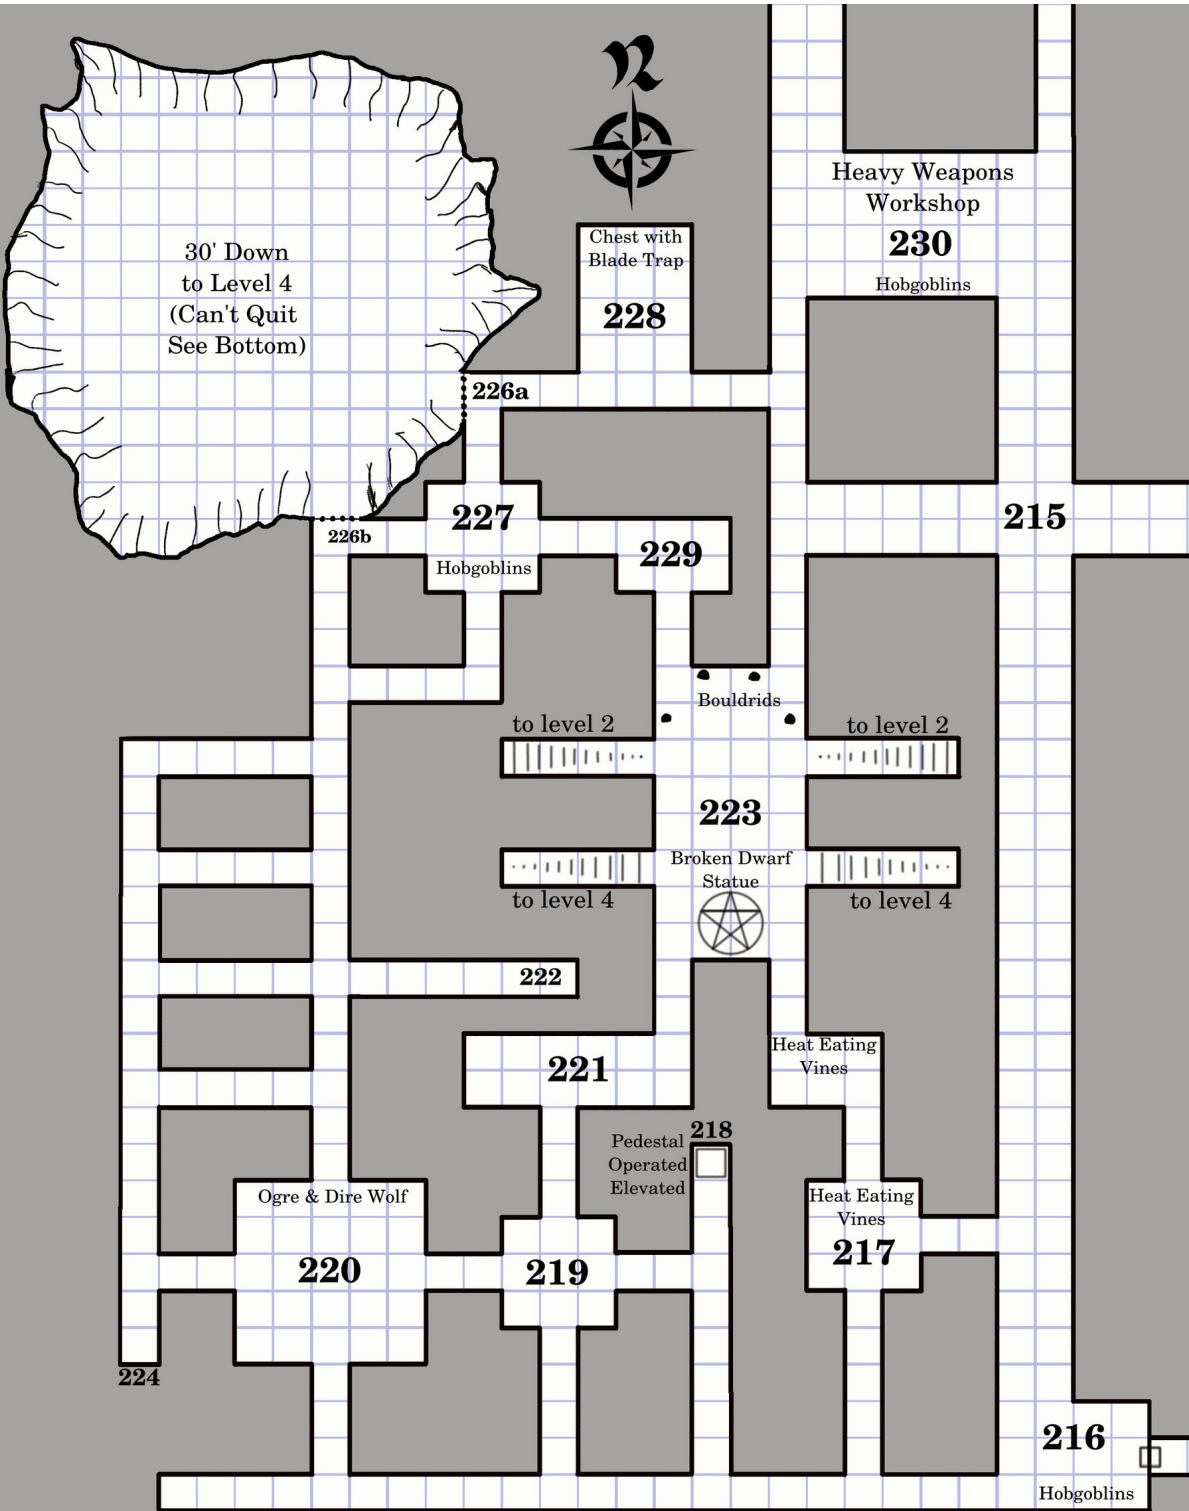 N
Heavy Weapons
Workshop
230
Hobgoblins
Chest with
Blade Trap
228
30' Down
to Level 4
(Can't Quit
See Bottom)
226a
227
Hobgoblins
226b
229
215
Bouldrids
to level 2
to level 2
223
Broken Dwarf
Statue
to level 4
to level 4
222
221
Heat Eating
Vines
218
Pedestal
Operated
Elevated
Ogre & Dire Wolf
220
219
Heat Eating
Vines
217
224
216
Hobgoblins